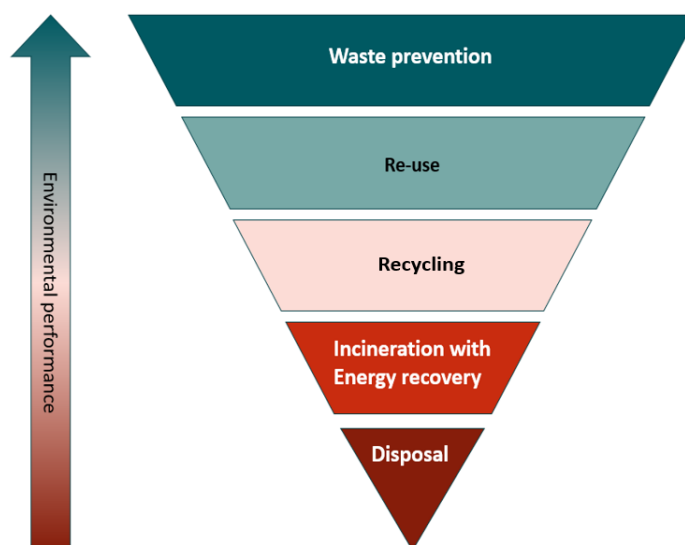 Waste prevention
Re-use
Recycling
Incineration with
Energy recovery
Disposal
Environmental performance